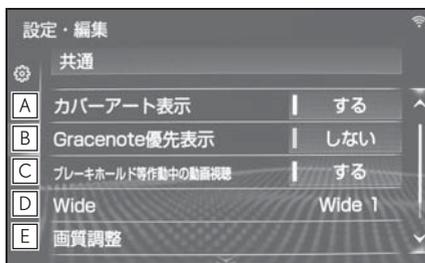 設定・編集
共通
A カバーアート表示 する
B Gracenote優先表示 しない
C ブレーキホールド等作動中の動画視聴 する
D Wide Wide 1
E 画質調整